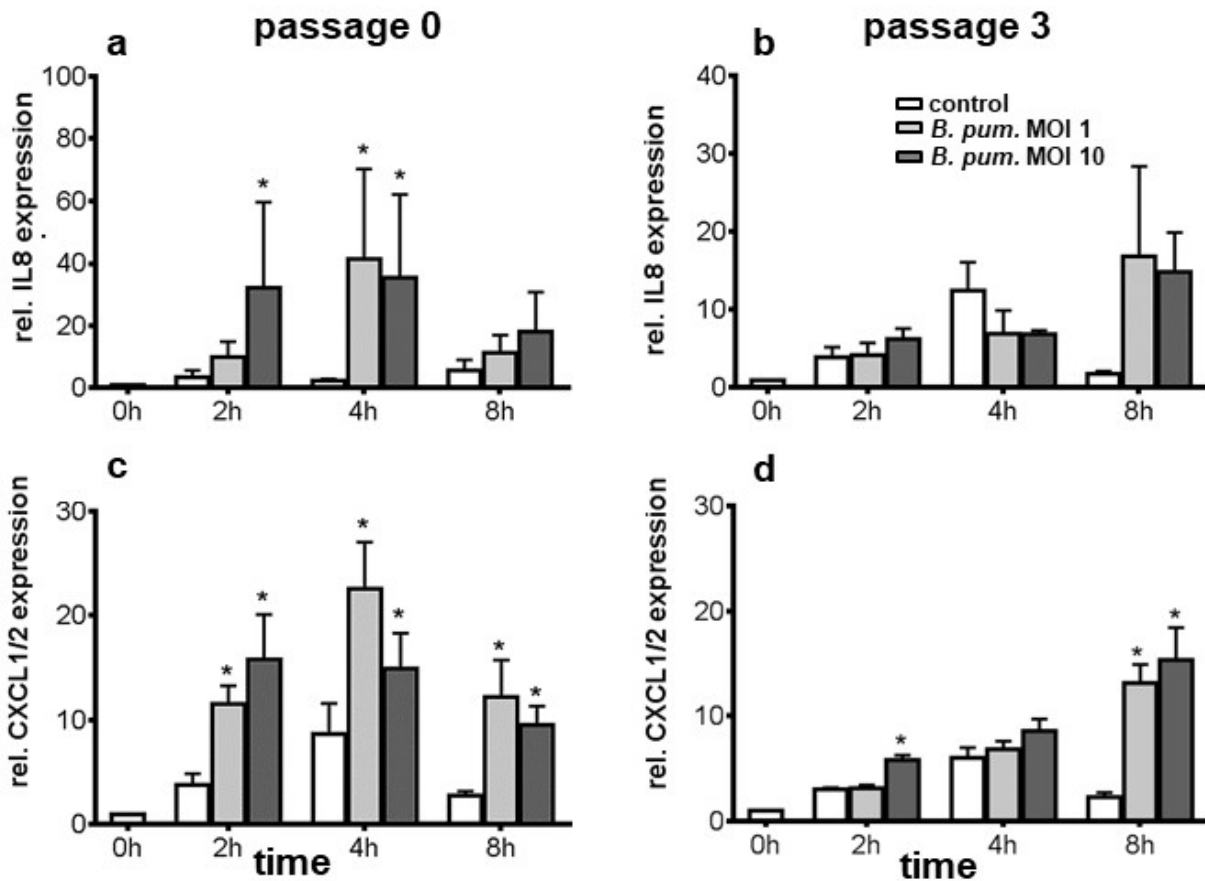 passage 0
passage 3
a
rel. IL8 expression
100
80
60
40
20
0
*
*
*
0h
2h
4h
8h
b
rel. IL8 expression
40
30
20
10
0
control
B. pum. MOI 1
B. pum. MOI 10
0h
2h
4h
8h
c
rel. CXCL1/2 expression
30
20
10
0
*
*
*
*
*
*
0h
2h
4h
8h
time
d
rel. CXCL1/2 expression
30
20
10
0
*
*
*
0h
2h
4h
8h
time